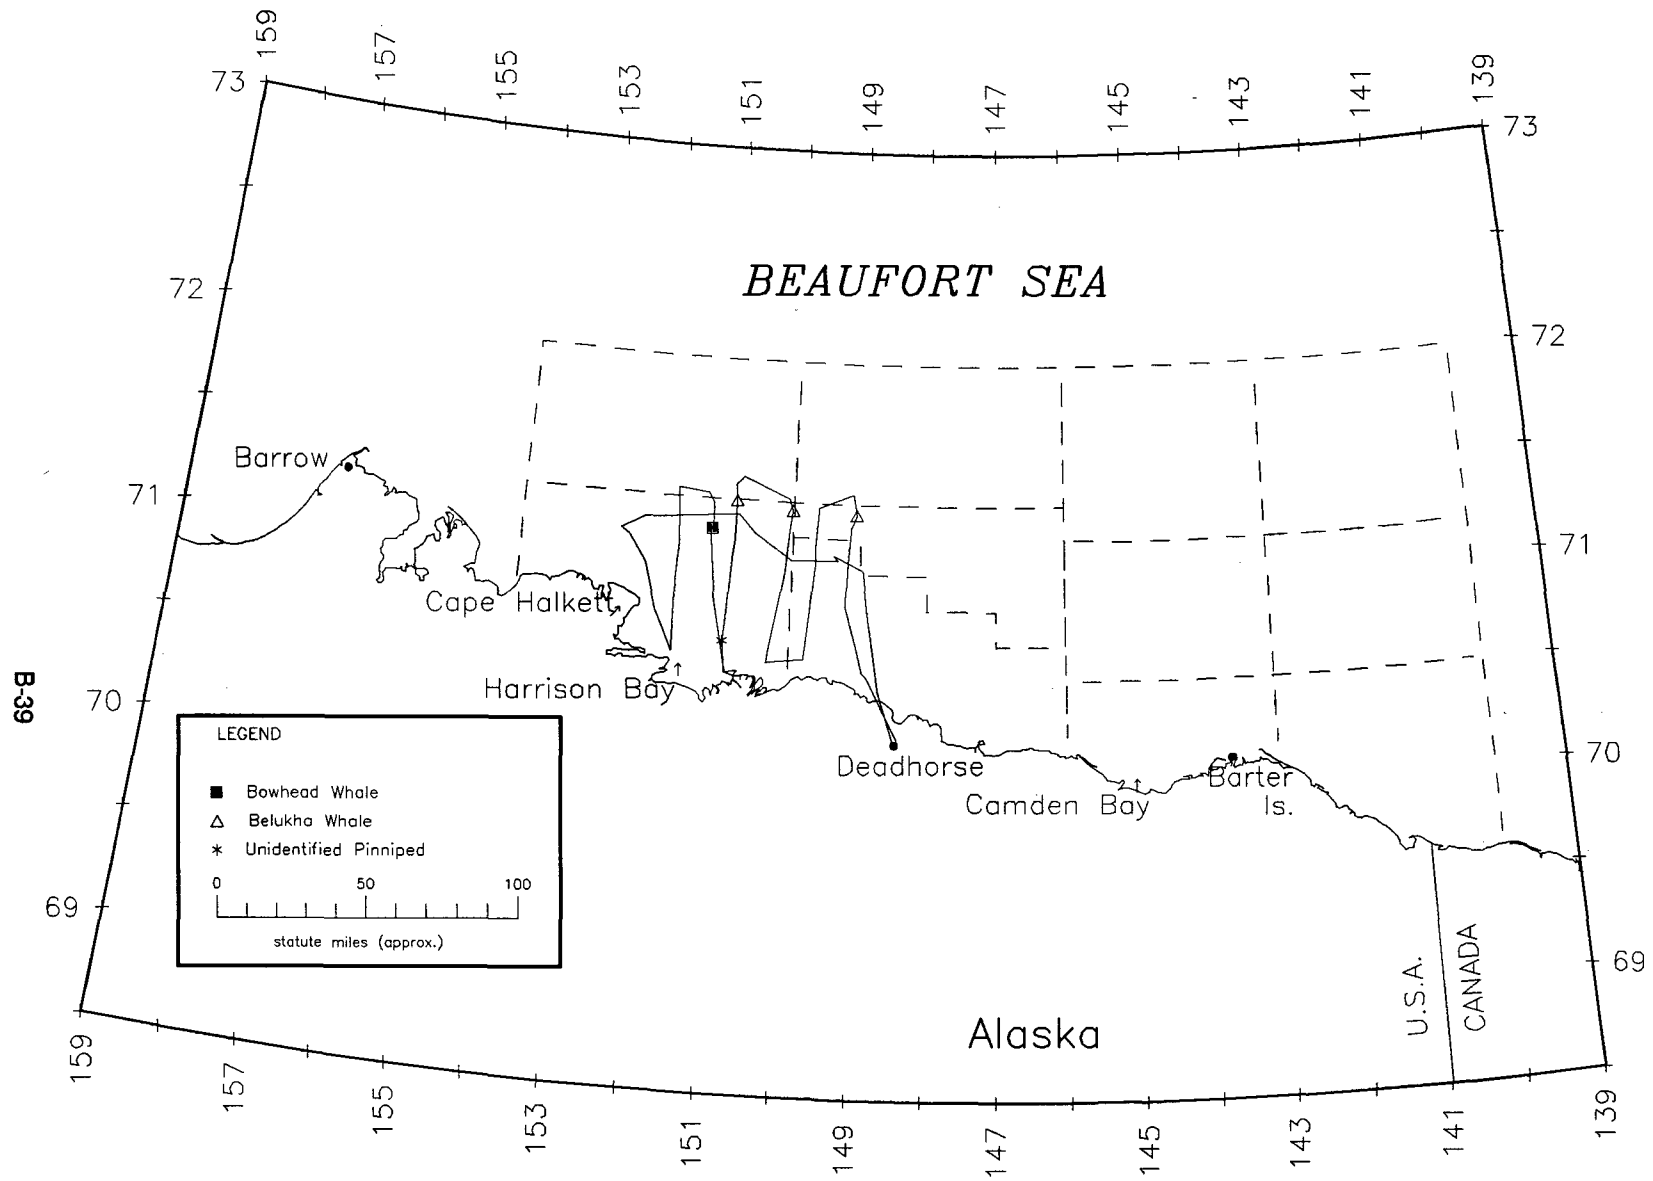 159
157
155
153
151
149
147
145
143
141
139
73
73
BEAUFORT SEA
72
72
Barrow
71
71
Cape Halkett
Harrison Bay
70
70
Deadhorse
Camden Bay
Barter
Is.
B-39
LEGEND
Bowhead Whale
Belukha Whale
Unidentified Pinniped
0 50 100
statute miles (approx.)
69
69
U.S.A.
CANADA
Alaska
159
157
155
153
151
149
147
145
143
141
139